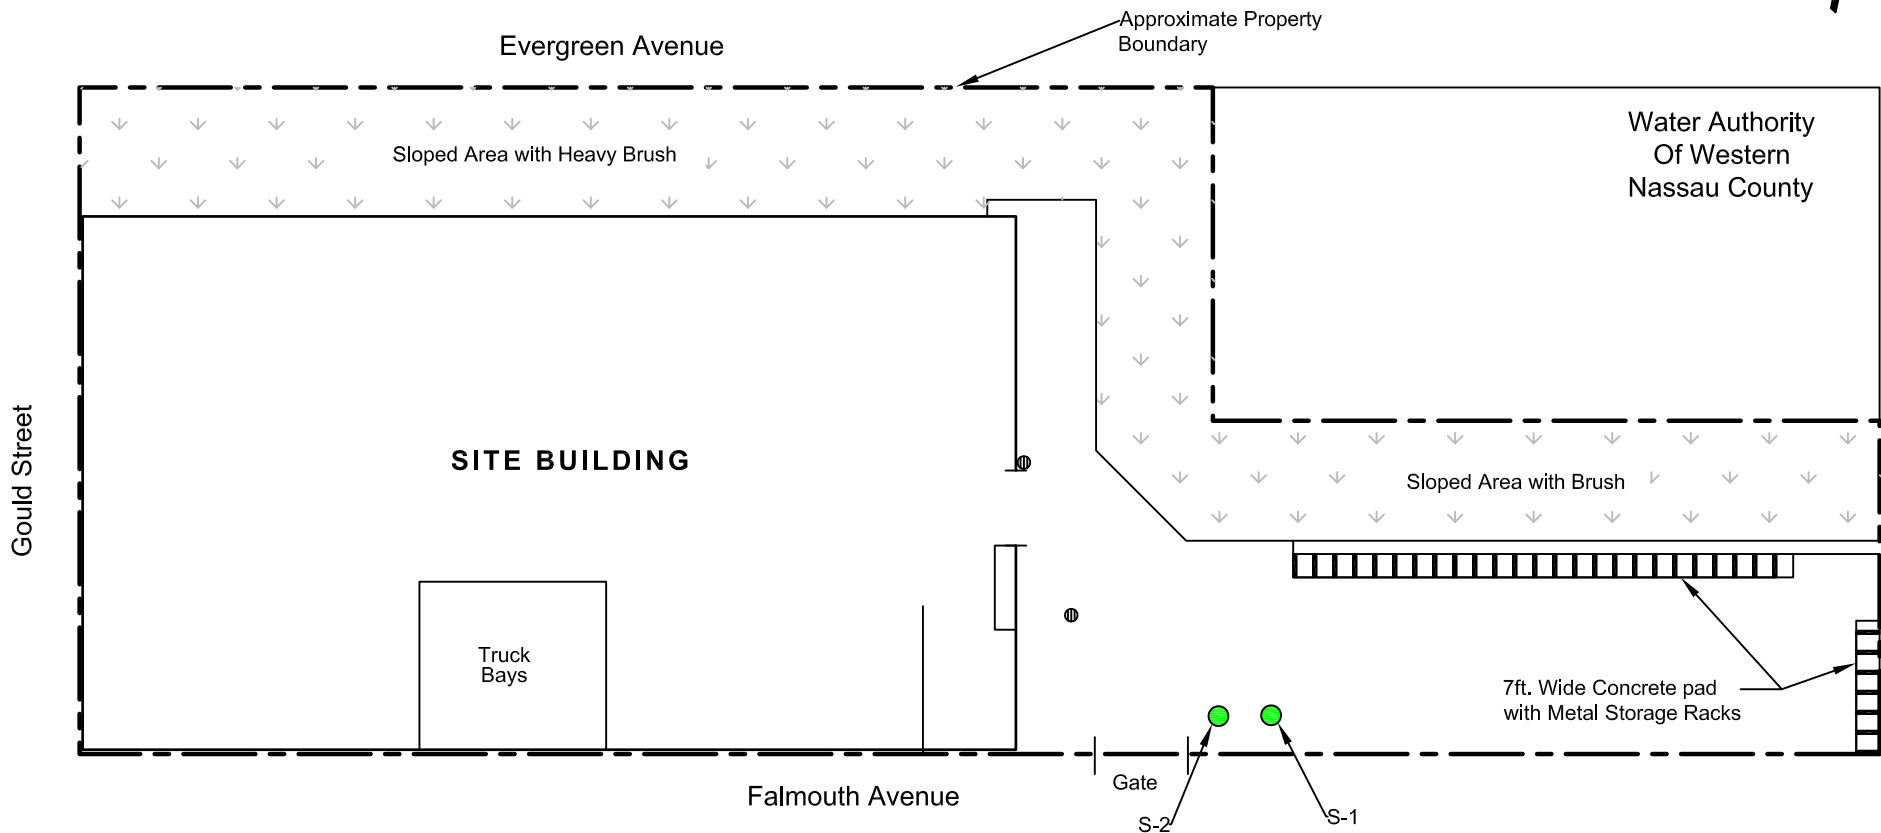 Approximate Property
Boundary
Evergreen Avenue
Water Authority
Of Western
Nassau County
Sloped Area with Heavy Brush
Gould Street
SITE BUILDING
Sloped Area with Brush
Truck
Bays
7ft. Wide Concrete pad
with Metal Storage Racks
Gate
Falmouth Avenue
S-2
S-1